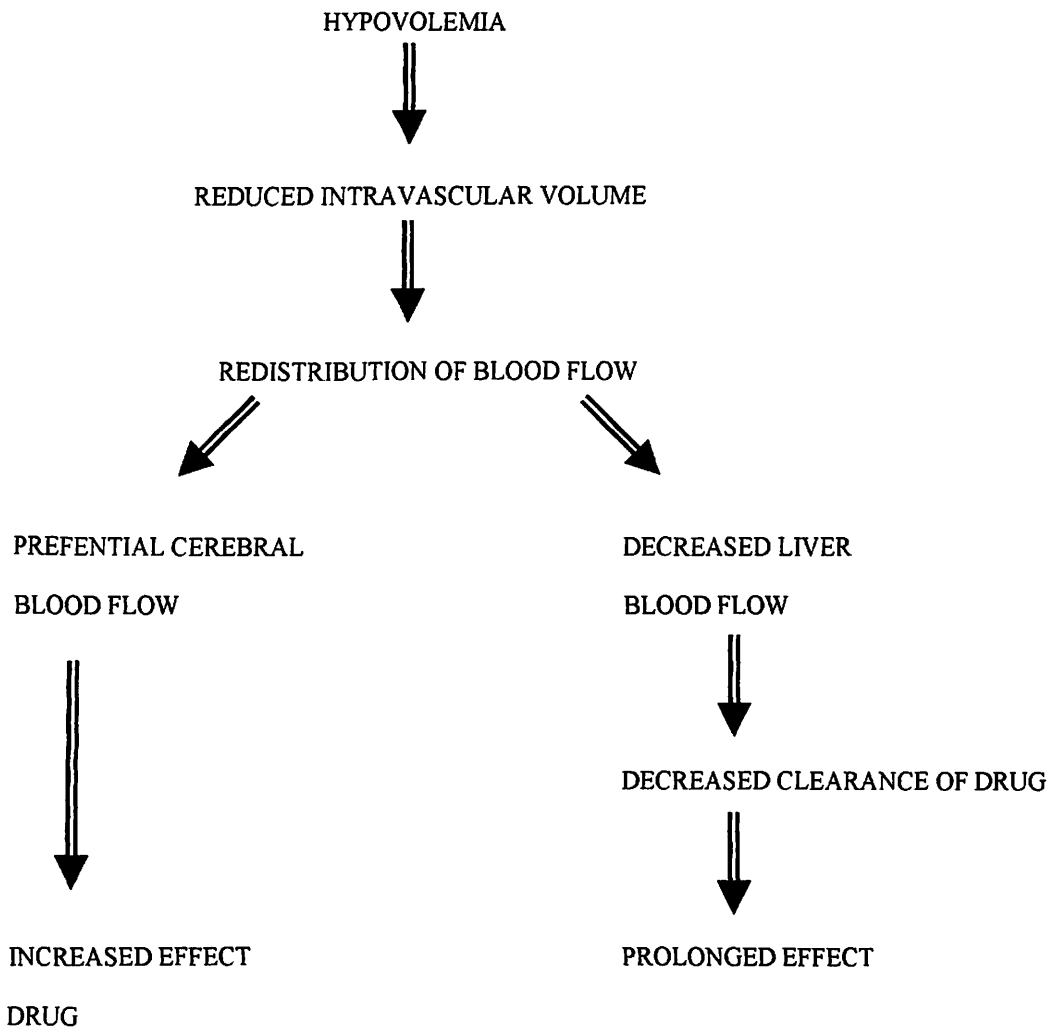 HYPOVOLEMIA
REDUCED INTRAVASCULAR VOLUME
REDISTRIBUTION OF BLOOD FLOW
PREFENTIAL CEREBRAL
BLOOD FLOW
DECREASED LIVER
BLOOD FLOW
DECREASED CLEARANCE OF DRUG
INCREASED EFFECT
DRUG
PROLONGED EFFECT